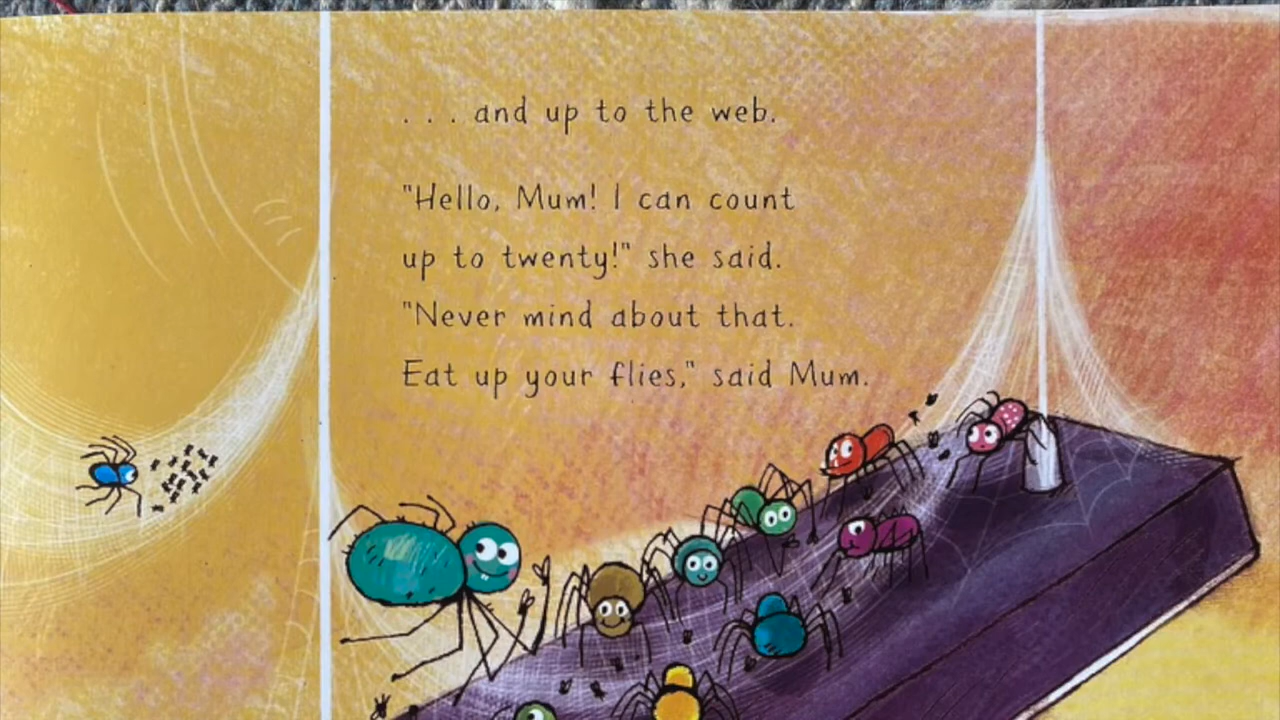 . . . and up to the web.
"Hello, Mum! I can count
up to twenty!" she said.
"Never mind about that.
Eat up your flies," said Mum.